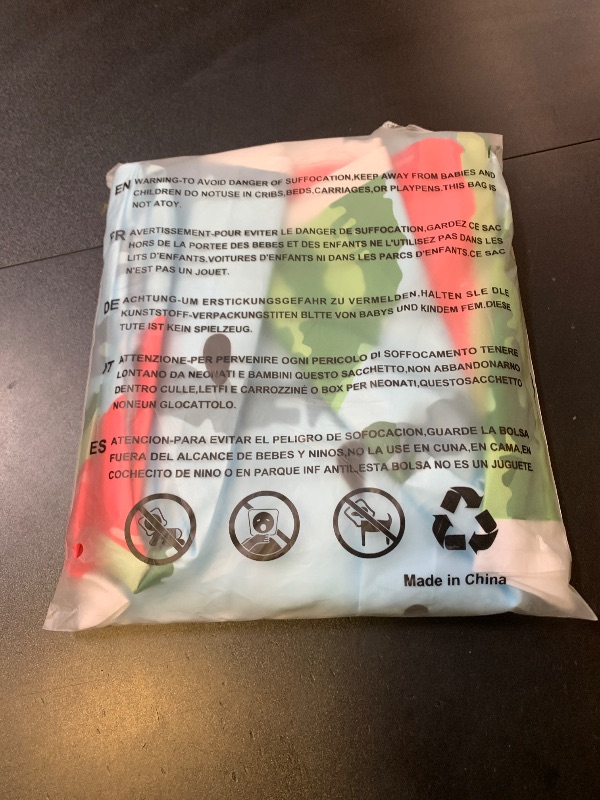 EN WARNING-TO AVOID DANGER OF SUFFOCATION,KEEP AWAY FROM BABIES AND
CHILDREN DO NOTUSE IN CRIBS,BEDS,CARRIAGES,OR PLAYPENS.THIS BAG IS
NOT ATOY.
FR AVERTISSEMENT-POUR EVITER LE DANGER DE SUFFOCATION,GARDEZ CE SAC
HORS DE LA PORTEE DES BEBES ET DES ENFANTS NE L'UTILISEZ PAS DANS LES
LITS D'ENFANTS.VOITURES D'ENFANTS NI DANS LES PARCS D'ENFANTS.CE SAC
N'EST PAS UN JOUET.
DE ACHTUNG-UM ERSTICKUNGSGEFAHR ZU VERMELDEN.HALTEN SLE DLE
KUNSTSTOFF-VERPACKUNGSTITEN BLTTE VON BABYS UND KINDEM FEM.DIESE
TUTE IST KEIN SPIELZEUG.
ATTENZIONE-PER PERVENIRE OGNI PERICOLO DI SOFFOCAMENTO TENERE
LONTANO DA NEONATI E BAMBINI QUESTO SACCHETTO,NON ABBANDONARNO
DENTRO CULLE,LETFI E CARROZZINÉ O BOX PER NEONATI,QUESTOSACCHETTO
NONEUN GLOCATTOLO.
ES ATENCION-PARA EVITAR EL PELIGRO DE SOFOCACION,GUARDE LA BOLSA
FUERA DEL ALCANCE DE BEBES Y NINOS,NO LA USE EN CUNA,EN CAMA,EN
COCHECITO DE NINO O EN PARQUE INF ANTIL,ESTA BOLSA NO ES UN JUGUETE
Made in China